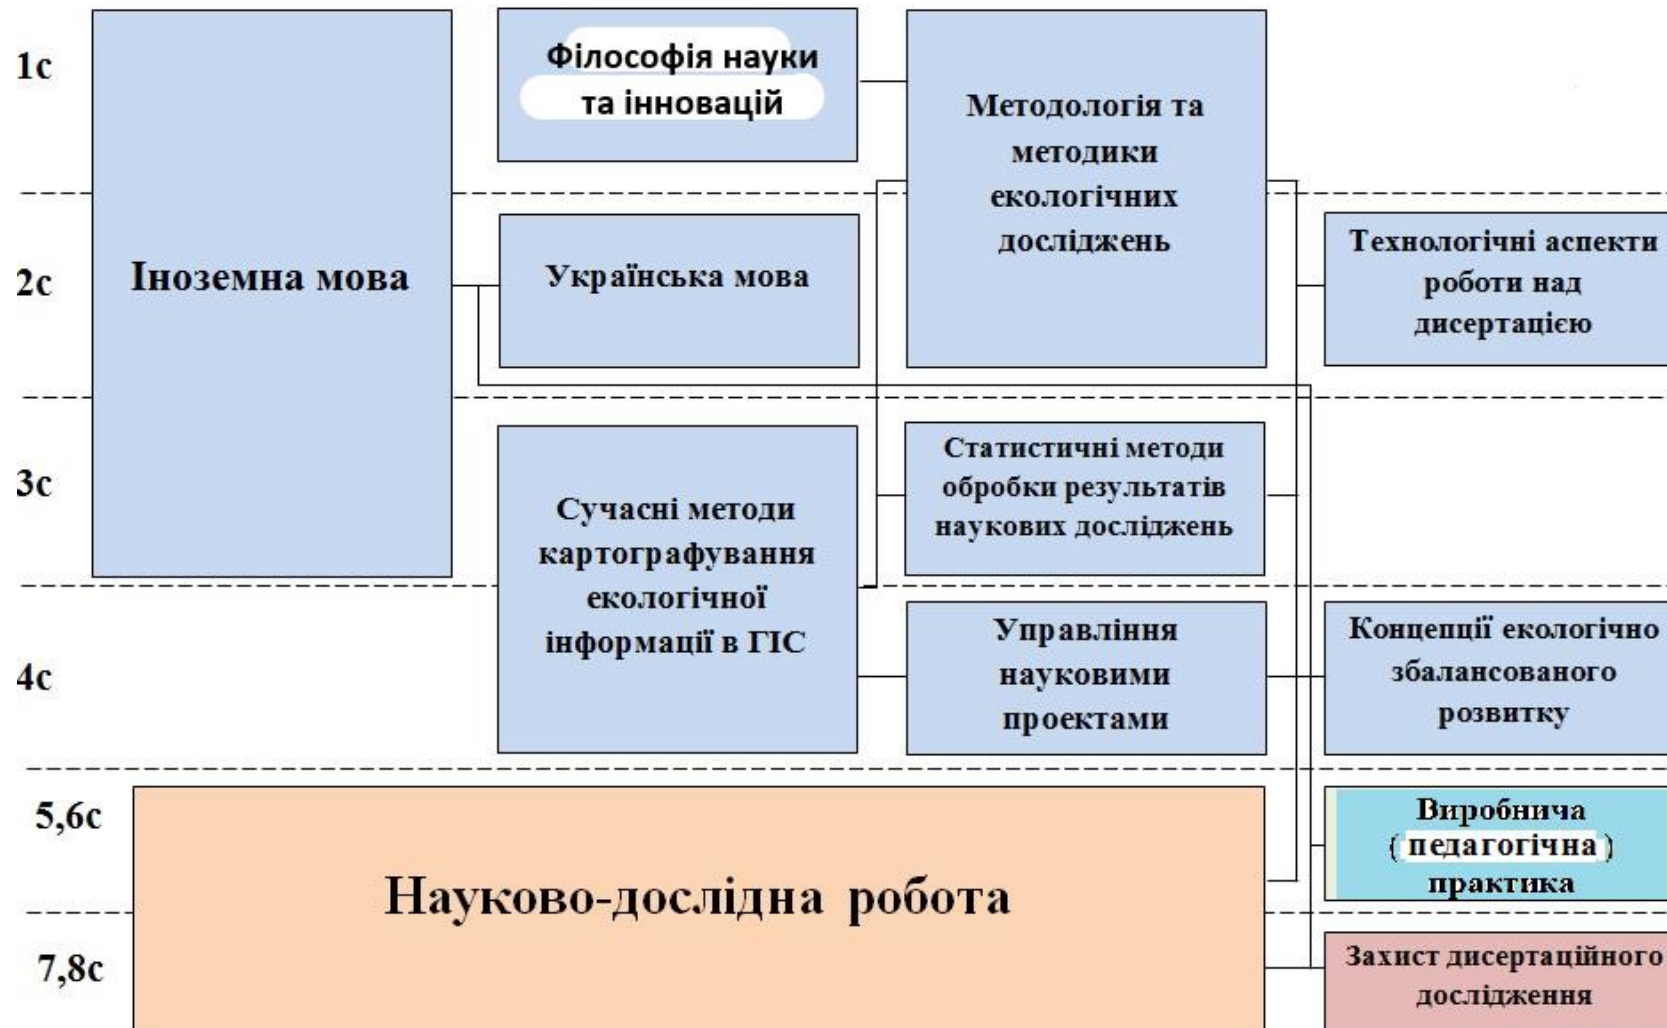 1с
Філософія науки
та інновацій
Методологія та
методики
екологічних
досліджень
2с
Іноземна мова
Українська мова
Технологічні аспекти
роботи над
дисертацією
3с
Сучасні методи
картографування
екологічної
інформації в ГІС
Статистичні методи
обробки результатів
наукових досліджень
4с
Управління
науковими
проектами
Концепції екологічно
збалансованого
розвитку
5,6с
Науково-дослідна робота
Виробнича
( педагогічна )
практика
7,8с
Захист дисертаційного
дослідження